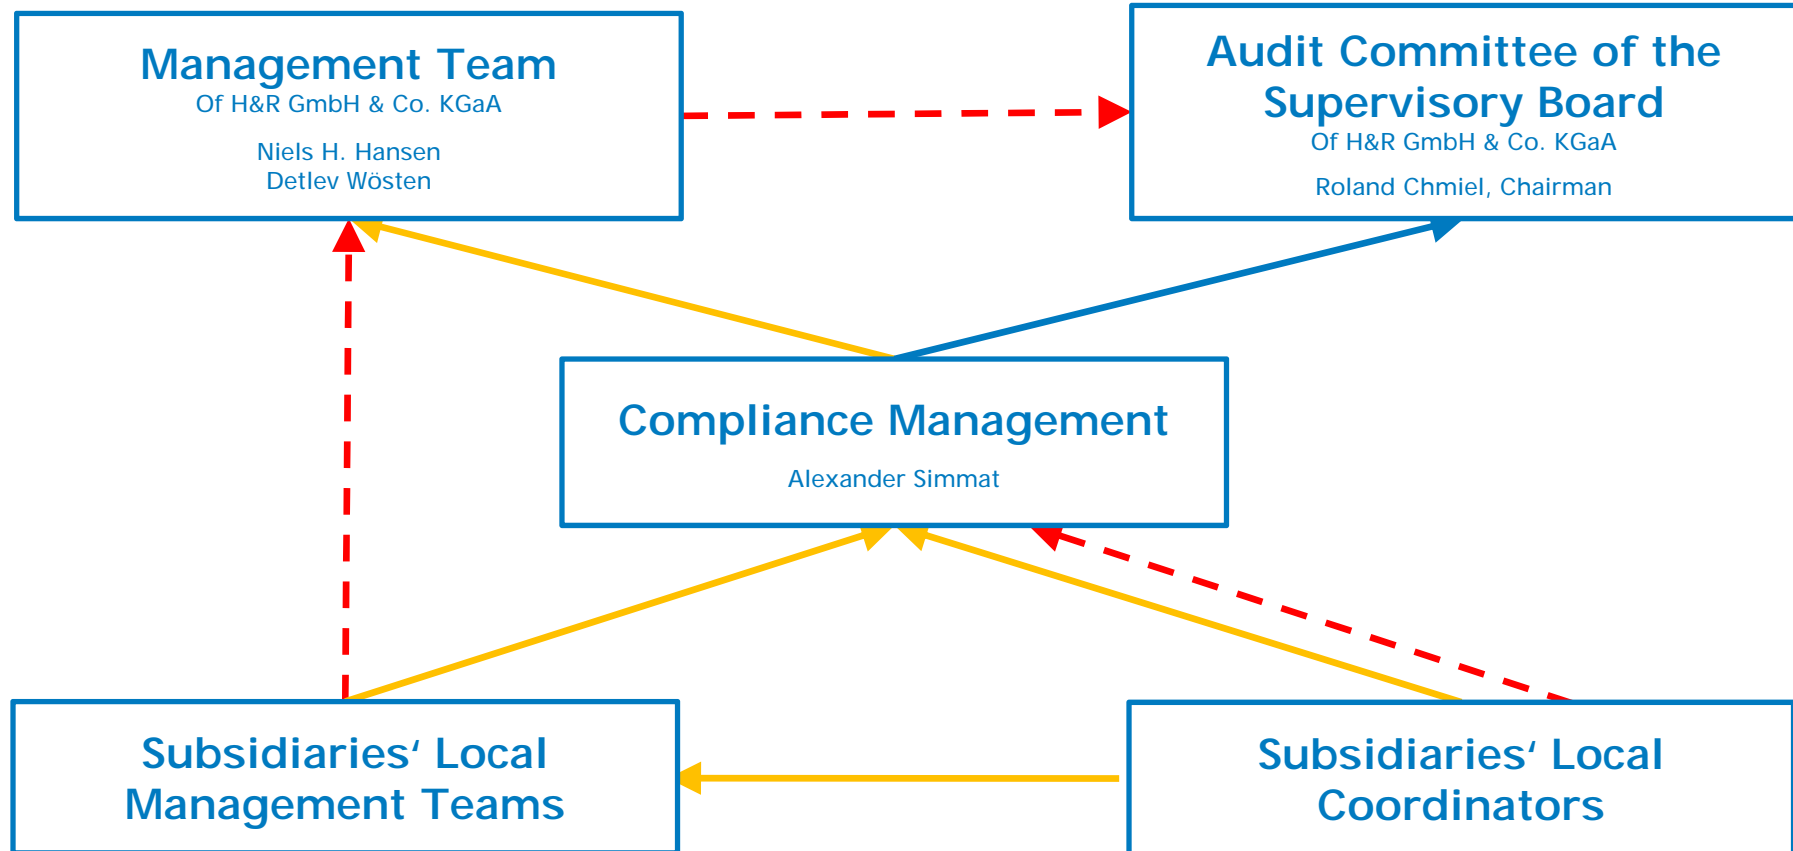 Management Team
Of H&R GmbH & Co. KGaA
Niels H. Hansen
Detlev Wösten
Audit Committee of the
Supervisory Board
Of H&R GmbH & Co. KGaA
Roland Chmiel, Chairman
Compliance Management
Alexander Simmat
Subsidiaries‘ Local
Management Teams
Subsidiaries‘ Local
Coordinators